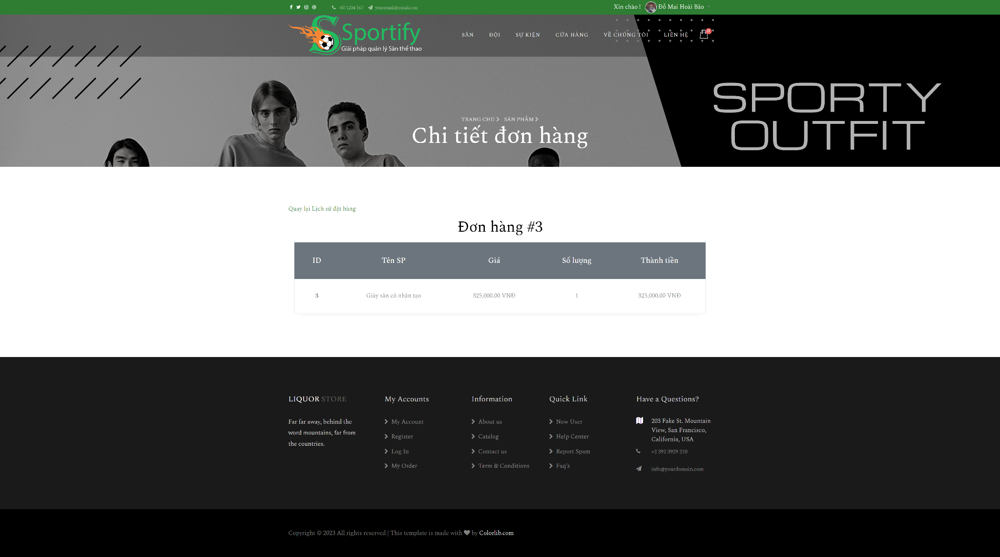 +00 1234 567 youremail@email.com
Xin chào ! Đỗ Mai Hoài Bão
Sportify
Giải pháp quản lý Sân thể thao
SÂN ĐỘI SỰ KIỆN CỬA HÀNG VỀ CHÚNG TÔI LIÊN HỆ 0
SPORTY
OUTFIT
TRANG CHỦ SẢN PHẨM
Chi tiết đơn hàng
Quay lại Lịch sử đặt hàng
Đơn hàng #3
ID Tên SP Giá Số lượng Thành tiền
3 Giày sân cỏ nhân tạo 325,000.00 VNĐ 1 325,000.00 VNĐ
LIQUOR STORE
Far far away, behind the
word mountains, far from
the countries.
My Accounts
My Account
Register
Log In
My Order
Information
About us
Catalog
Contact us
Term & Conditions
Quick Link
New User
Help Center
Report Spam
Faq's
Have a Questions?
203 Fake St. Mountain
View, San Francisco,
California, USA
+2 392 3929 210
info@yourdomain.com
Copyright © 2023 All rights reserved | This template is made with by Colorlib.com